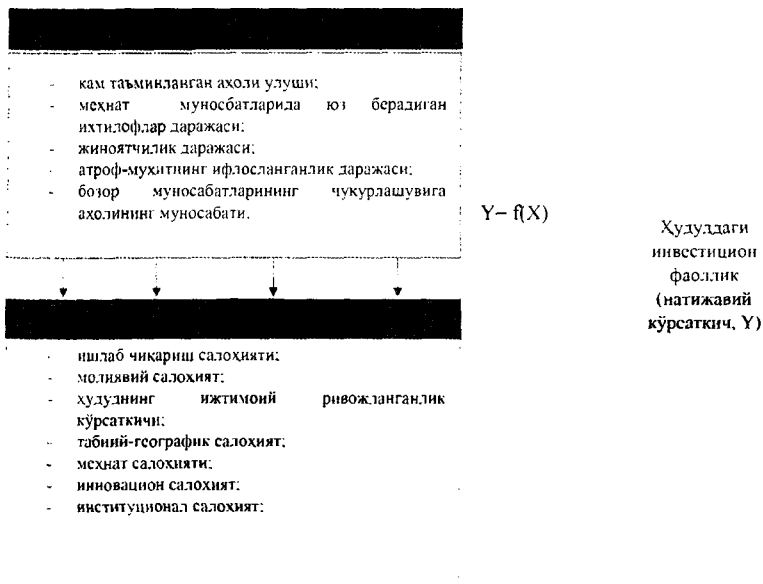 - кам таъминланган аҳоли улуши;
- меҳнат муносбатларида юз берадиган
ихтилофлар даражаси;
- жиноятчилик даражаси;
- атроф-муҳитнинг ифлосланганлик даражаси;
- бозор муносабатларининг чуқурлашувига
аҳолининг муносабати.
Y= f(X)
Ҳудуддаги
инвестицион
фаоллик
(натижавий
кўрсаткич, Y)
- ишлаб чиқариш салоҳияти;
- молиявий салоҳият;
- ҳудуднинг ижтимоий ривожланганлик
кўрсаткичи;
- табиий-географик салоҳият;
- меҳнат салоҳияти;
- инновацион салоҳият;
- институционал салоҳият;